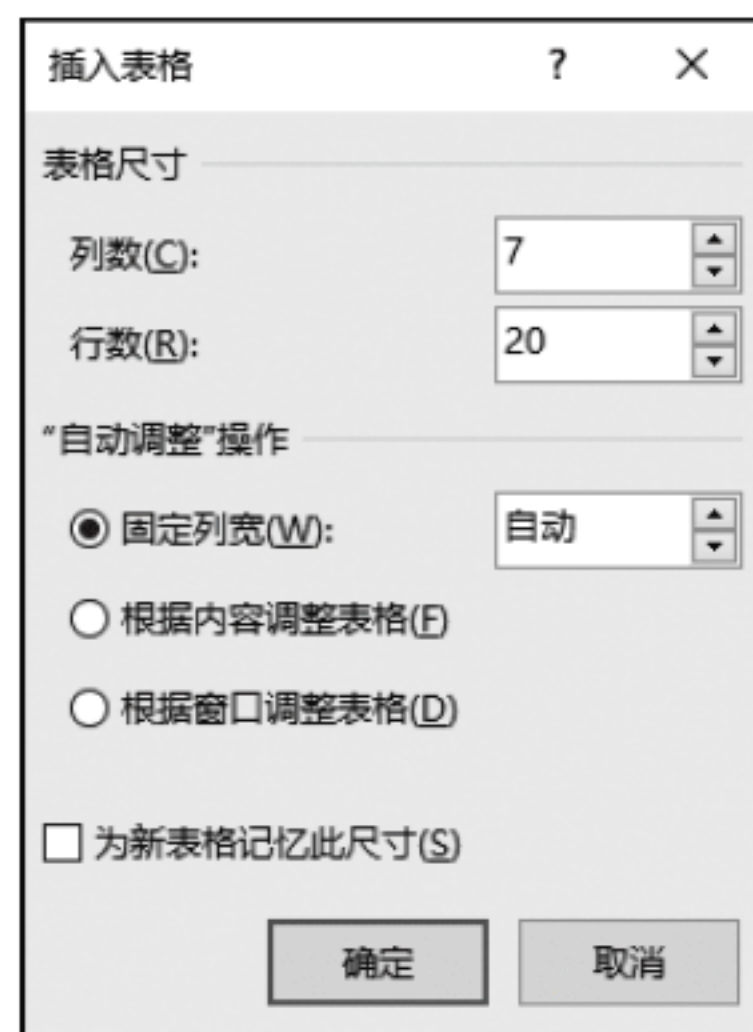 插入表格 ? ×
表格尺寸
列数(C): 7
行数(R): 20
“自动调整”操作
固定列宽(W): 自动
根据内容调整表格(F)
根据窗口调整表格(D)
为新表格记忆此尺寸(S)
确定 取消